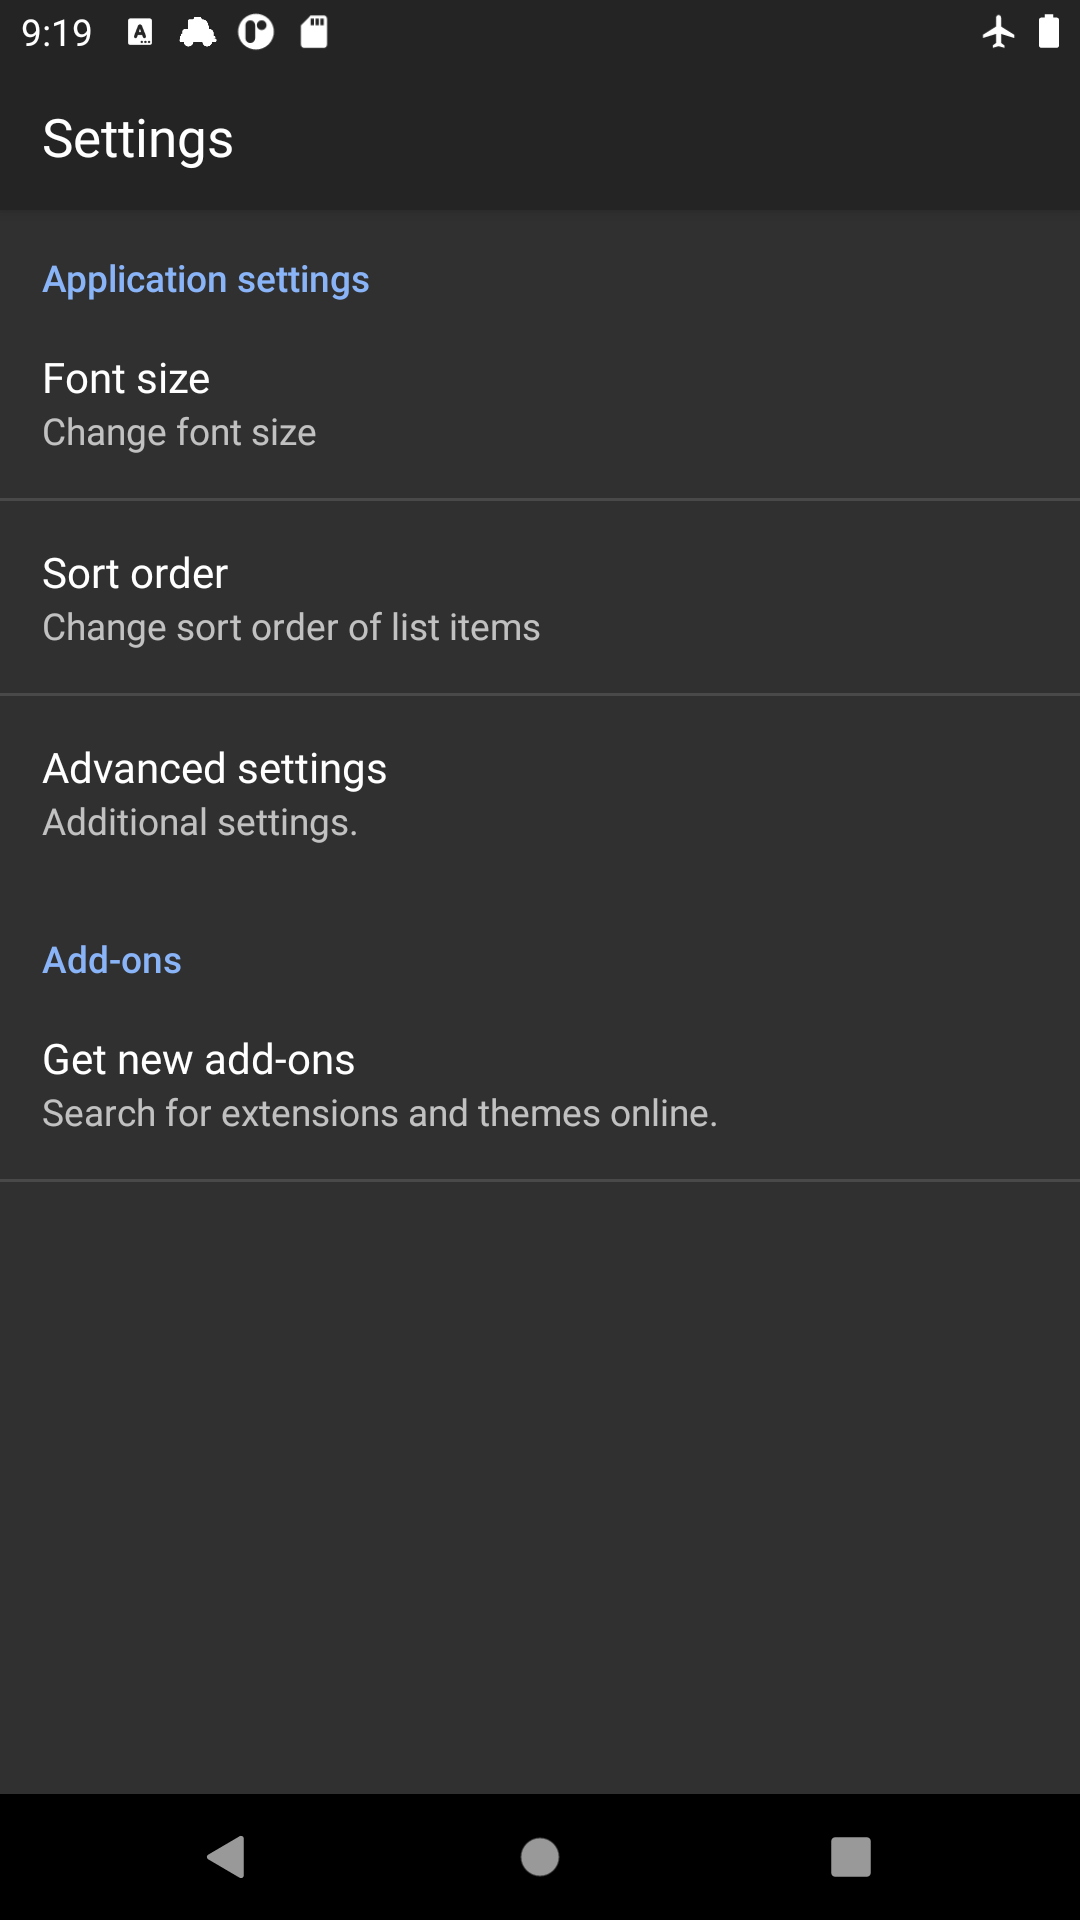 9:19
Settings
Application settings
Font size
Change font size
Sort order
Change sort order of list items
Advanced settings
Additional settings.
Add-ons
Get new add-ons
Search for extensions and themes online.